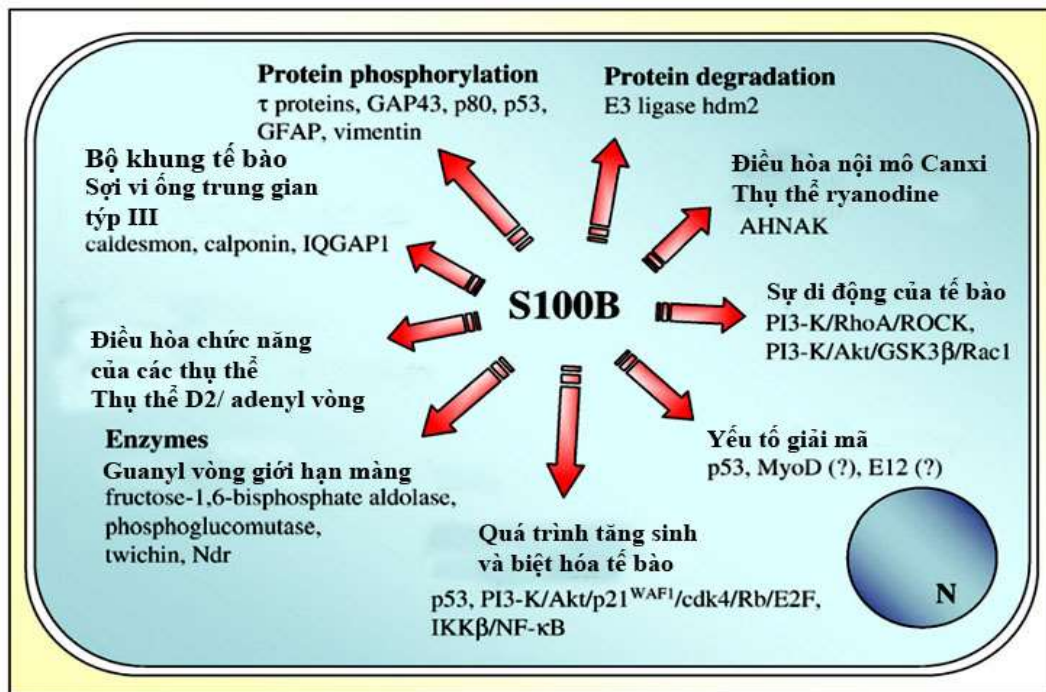 Protein phosphorylation
τ proteins, GAP43, p80, p53,
GFAP, vimentin
Protein degradation
E3 ligase hdm2
Bộ khung tế bào
Sợi vi ống trung gian
týp III
caldesmon, calponin, IQGAP1
Điều hòa nội mô Canxi
Thụ thể ryanodine
AHNAK
S100B
Sự di động của tế bào
PI3-K/RhoA/ROCK,
PI3-K/Akt/GSK3β/Rac1
Điều hòa chức năng
của các thụ thể
Thụ thể D2/ adenyl vòng
Enzymes
Guanyl vòng giới hạn màng
fructose-1,6-bisphosphate aldolase,
phosphoglucomutase,
twichin, Ndr
Yếu tố giải mã
p53, MyoD (?), E12 (?)
Quá trình tăng sinh
và biệt hóa tế bào
p53, PI3-K/Akt/p21WAF1/cdk4/Rb/E2F,
IKKβ/NF-κB
N